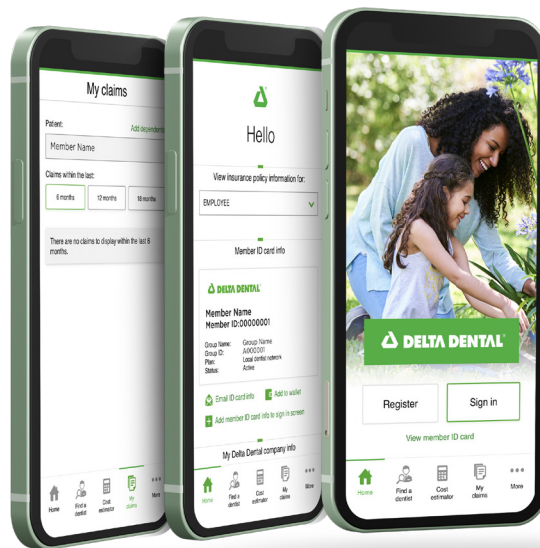 My claims
Patient:
Add dependents
Member Name
Claims within the last:
6 months
12 months
18 months
There are no claims to display within the last 6
months.
Home
Find a
dentist
Cost
estimator
My
claims
More
Hello
View insurance policy information for:
EMPLOYEE
Member ID card info
DELTA DENTAL
Member Name
Member ID:00000001
Group Name: Group Name
Group ID: A000001
Plan: Local dentist network
Status: Active
Email ID card info
Add to wallet
Add member ID card info to sign in screen
My Delta Dental company info
Home
Find a
dentist
Cost
estimator
My
claims
More
DELTA DENTAL
Register
Sign in
View member ID card
Home
Find a
dentist
Cost
estimator
My
claims
More